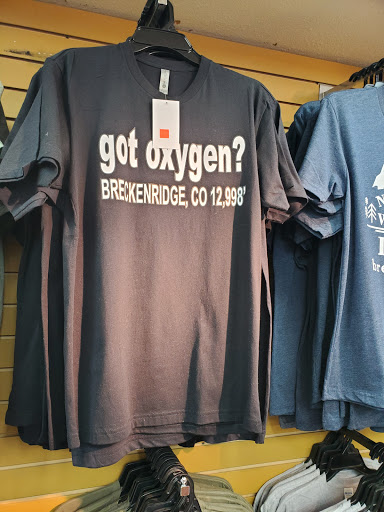 got oxygen?
BRECKENRIDGE, CO 12,998'